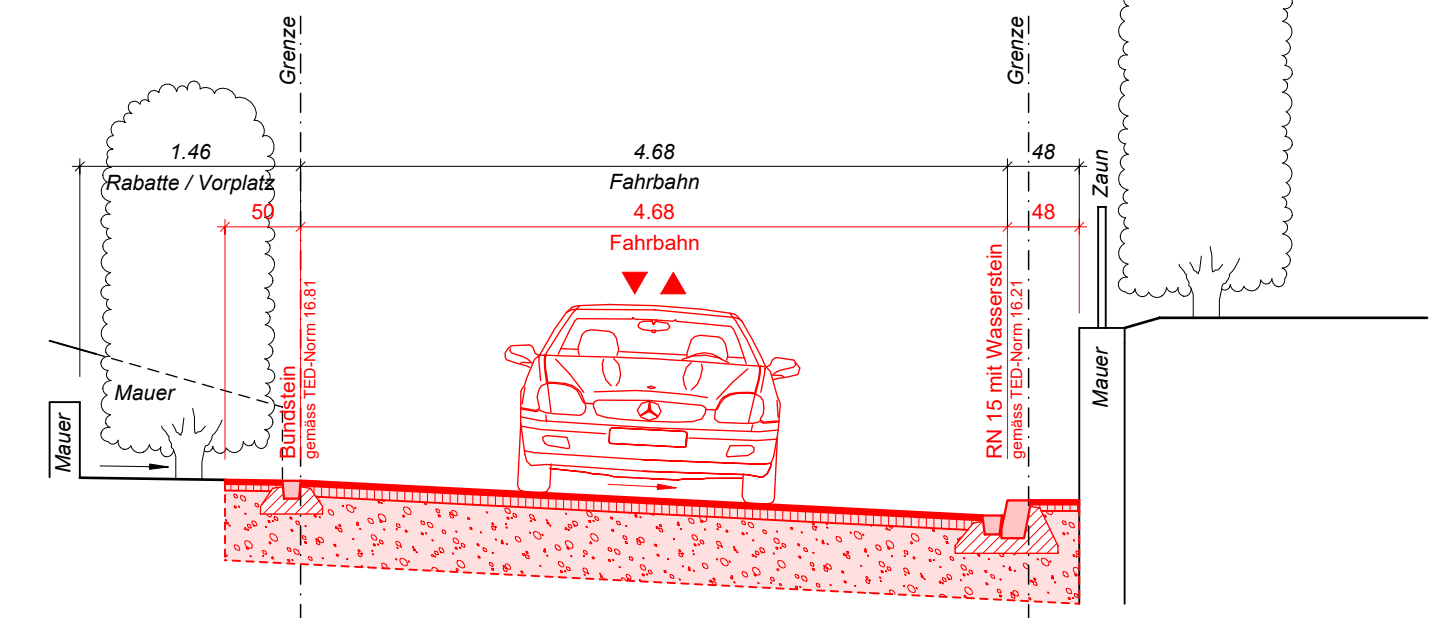 Grenze
Grenze
1.46
4.68
48
Rabatte / Vorplatz
Fahrbahn
Zaun
50
4.68
48
Fahrbahn
Bundstein
gemäss TED-Norm 16.81
RN 15 mit Wasserstein
gemäss TED-Norm 16.21
Mauer
Mauer
Mauer